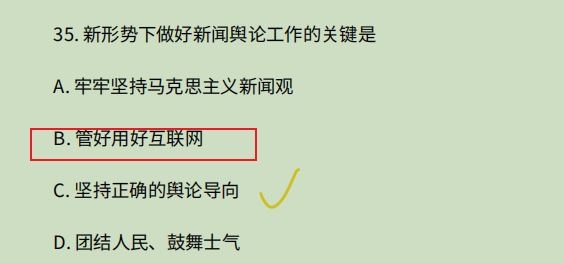 35. 新形势下做好新闻舆论工作的关键是
A. 牢牢坚持马克思主义新闻观
B. 管好用好互联网
C. 坚持正确的舆论导向
D. 团结人民、鼓舞士气